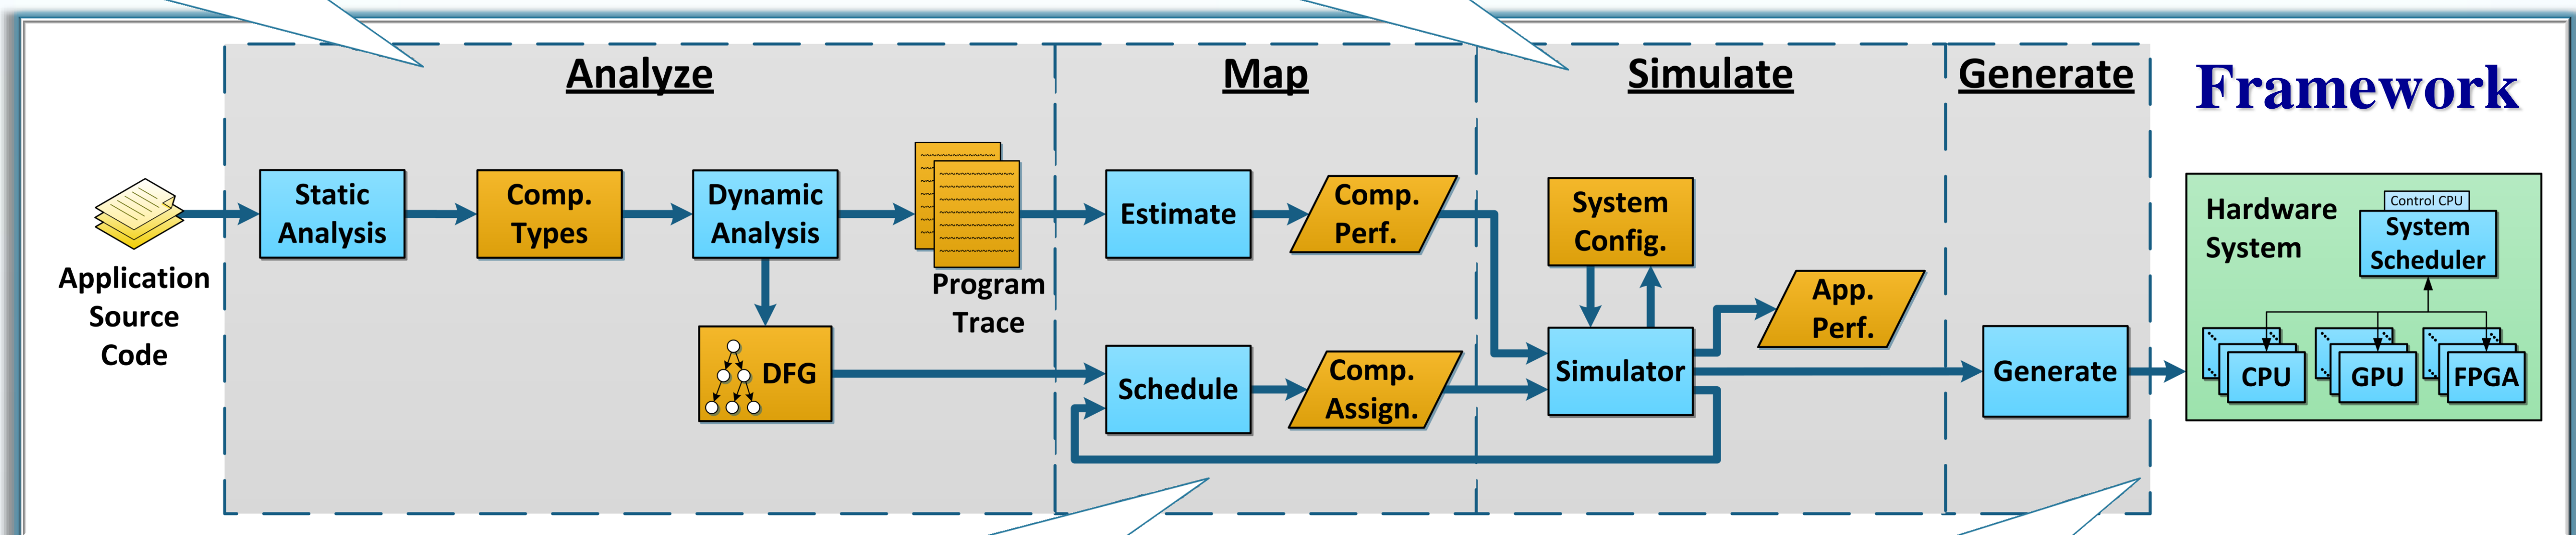 Analyze
Map
Simulate
Generate
Framework
Application
Source
Code
Static
Analysis
Comp.
Types
Dynamic
Analysis
DFG
Program
Trace
Estimate
Comp.
Perf.
Schedule
Comp.
Assign.
System
Config.
Simulator
App.
Perf.
Generate
Hardware
System
Control CPU
System
Scheduler
CPU
GPU
FPGA